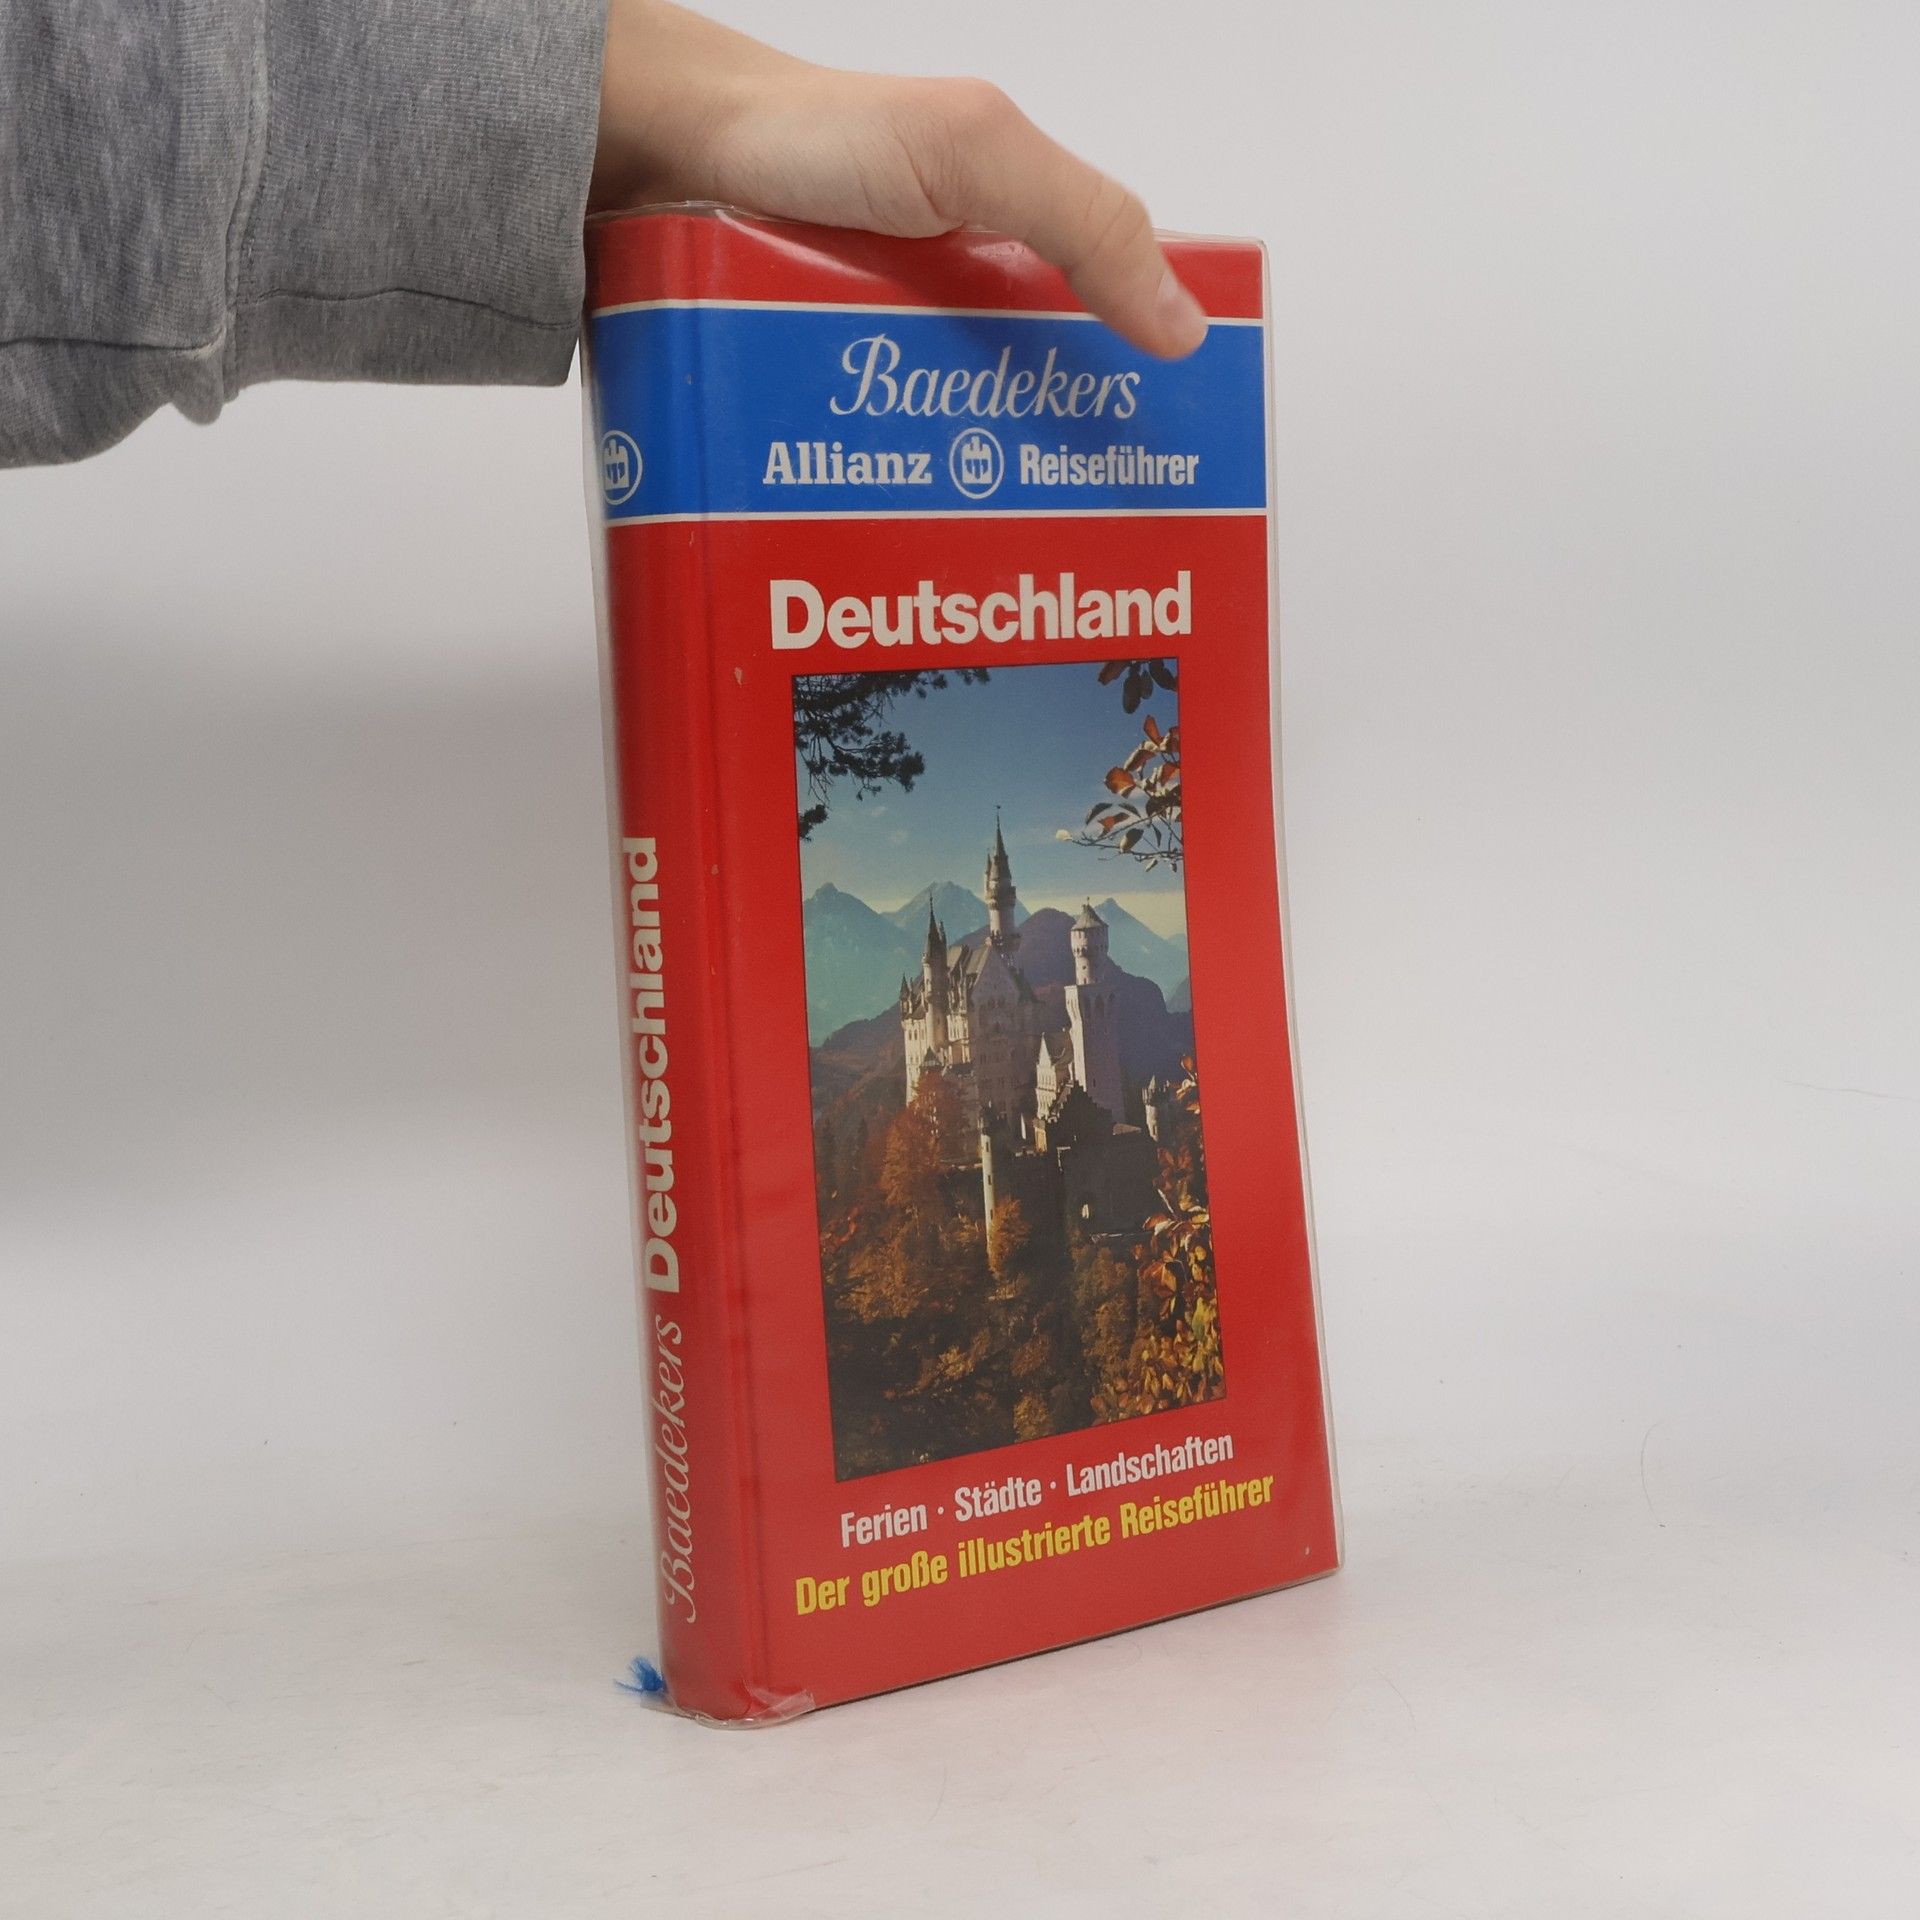 Baedekers
Allianz Reiseführer
Deutschland
Ferien · Städte · Landschaften
Der große illustrierte Reiseführer
Baedekers Deutschland